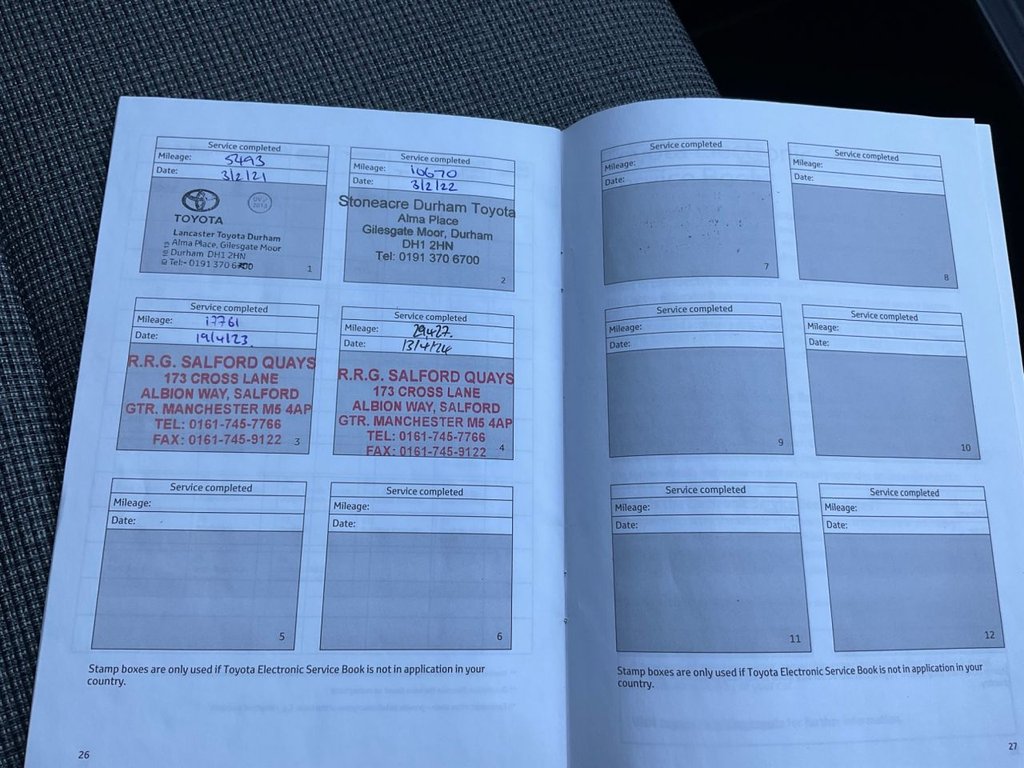 Service completed
Mileage: 5493
Date: 3/2/21
TOYOTA
Lancaster Toyota Durham
Alma Place, Gilesgate Moor
Durham DH1 2HN
Tel:- 0191 370 6700
1
Service completed
Mileage: 10670
Date: 3/2/22
Stoneacre Durham Toyota
Alma Place
Gilesgate Moor, Durham
DH1 2HN
Tel: 0191 370 6700
2
Service completed
Mileage: 17761
Date: 19/4/23.
R.R.G. SALFORD QUAYS
173 CROSS LANE
ALBION WAY, SALFORD
GTR. MANCHESTER M5 4AP
TEL: 0161-745-7766
FAX: 0161-745-9122
3
Service completed
Mileage: 29427.
Date: 13/4/24
R.R.G. SALFORD QUAYS
173 CROSS LANE
ALBION WAY, SALFORD
GTR. MANCHESTER M5 4AP
TEL: 0161-745-7766
FAX: 0161-745-9122
4
Service completed
Mileage:
Date:
5
Service completed
Mileage:
Date:
6
Stamp boxes are only used if Toyota Electronic Service Book is not in application in your
country.
26
Service completed
Mileage:
Date:
7
Service completed
Mileage:
Date:
8
Service completed
Mileage:
Date:
9
Service completed
Mileage:
Date:
10
Service completed
Mileage:
Date:
11
Service completed
Mileage:
Date:
12
Stamp boxes are only used if Toyota Electronic Service Book is not in application in your
country.
27